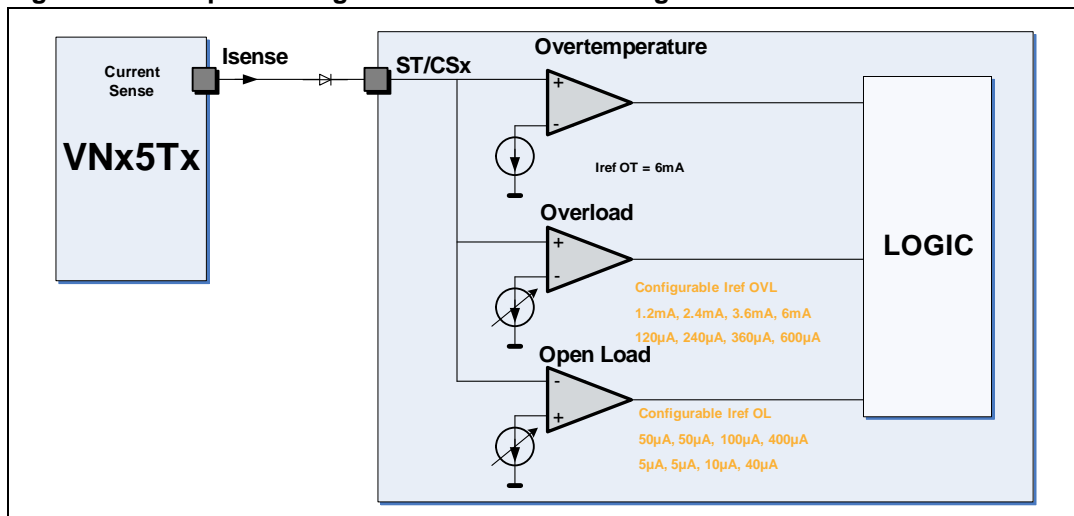 Overtemperature
Isense
ST/CSx
Current
Sense
+
-
VNx5Tx
Iref OT = 6mA
Overload
+
-
LOGIC
Configurable Iref OVL
1.2mA, 2.4mA, 3.6mA, 6mA
120µA, 240µA, 360µA, 600µA
Open Load
-
+
Configurable Iref OL
50µA, 50µA, 100µA, 400µA
5µA, 5µA, 10µA, 40µA